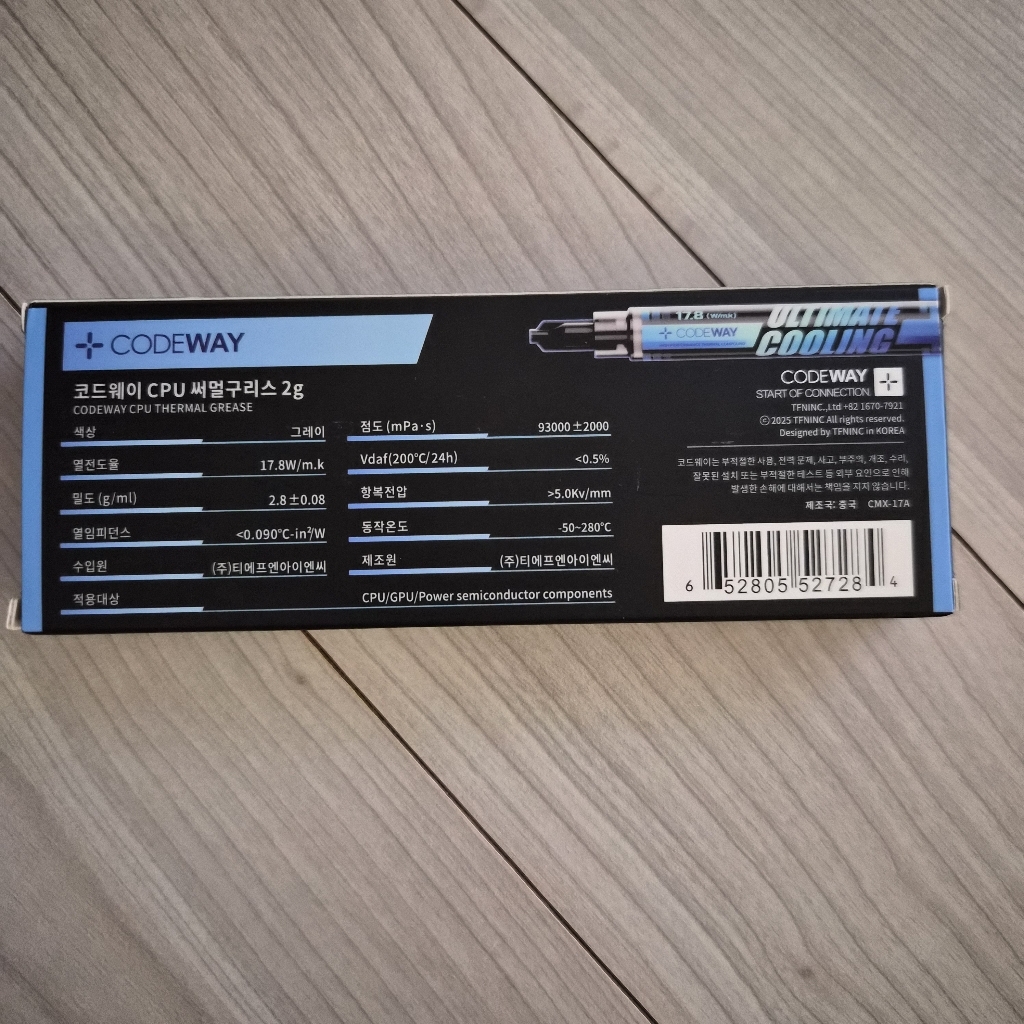 CODEWAY
코드웨이 CPU 써멀구리스 2g
CODEWAY CPU THERMAL GREASE
색상 그레이
열전도율 17.8W/m.k
밀도 (g/ml) 2.8±0.08
열임피던스 <0.090℃-in²/W
수입원 (주)티에프엔아이엔씨
적용대상 CPU/GPU/Power semiconductor components
점도 (mPa·s) 93000±2000
Vdaf(200℃/24h) <0.5%
항복전압 >5.0Kv/mm
동작온도 -50~280℃
제조원 (주)티에프엔아이엔씨
17.8 (W/mk)
CODEWAY
ULTIMATE
COOLING
CODEWAY
START OF CONNECTION.
TFNINC.,Ltd +82 1670-7921
ⓒ2025 TFNINC All rights reserved.
Designed by TFNINC in KOREA
코드웨이는 부적절한 사용, 전력 문제, 사고, 부주의, 개조, 수리,
잘못된 설치 또는 부적절한 테스트 등 외부 요인으로 인해
발생한 손해에 대해서는 책임을 지지 않습니다.
제조국: 중국 CMX-17A
6 52805 52728 4